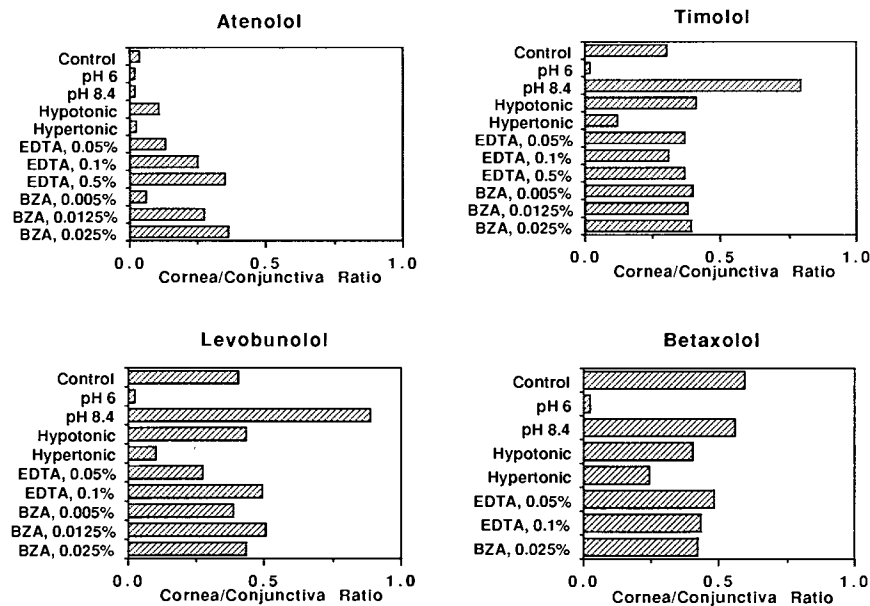 Atenolol
Control
pH 6
pH 8.4
Hypotonic
Hypertonic
EDTA, 0.05%
EDTA, 0.1%
EDTA, 0.5%
BZA, 0.005%
BZA, 0.0125%
BZA, 0.025%
0.0 0.5 1.0
Cornea/Conjunctiva Ratio
Timolol
Control
pH 6
pH 8.4
Hypotonic
Hypertonic
EDTA, 0.05%
EDTA, 0.1%
EDTA, 0.5%
BZA, 0.005%
BZA, 0.0125%
BZA, 0.025%
0.0 0.5 1.0
Cornea/Conjunctiva Ratio
Levobunolol
Control
pH 6
pH 8.4
Hypotonic
Hypertonic
EDTA, 0.05%
EDTA, 0.1%
BZA, 0.005%
BZA, 0.0125%
BZA, 0.025%
0.0 0.5 1.0
Cornea/Conjunctiva Ratio
Betaxolol
Control
pH 6
pH 8.4
Hypotonic
Hypertonic
EDTA, 0.05%
EDTA, 0.1%
BZA, 0.025%
0.0 0.5 1.0
Cornea/Conjunctiva Ratio